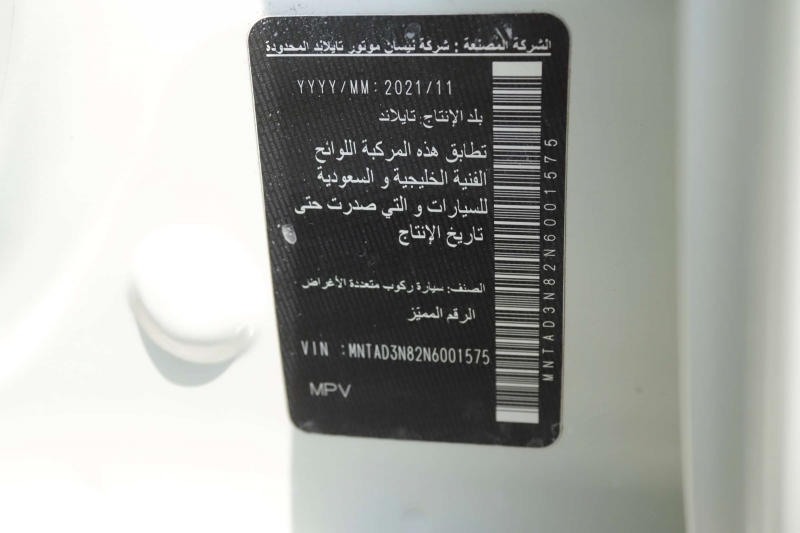 الشركة المصنعة : شركة نيسان موتور تايلاند المحدودة
YYYY/MM: 2021/11
بلد الإنتاج: تايلاند
تطابق هذه المركبة اللوائح
الفنية الخليجية و السعودية
للسيارات و التي صدرت حتى
تاريخ الإنتاج
الصنف: سيارة ركوب متعددة الأغراض
الرقم المميّز
VIN :MNTAD3N82N6001575
MPV
MNTAD3N82N6001575